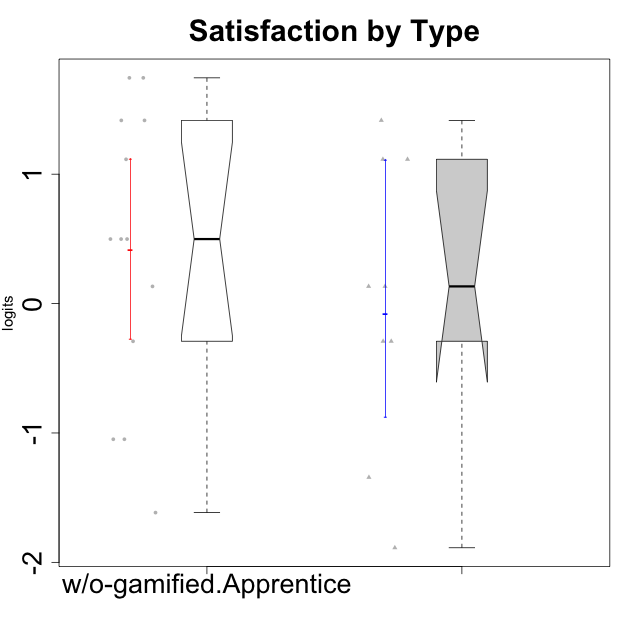 Satisfaction by Type
logits
1
0
-1
-2
w/o-gamified.Apprentice